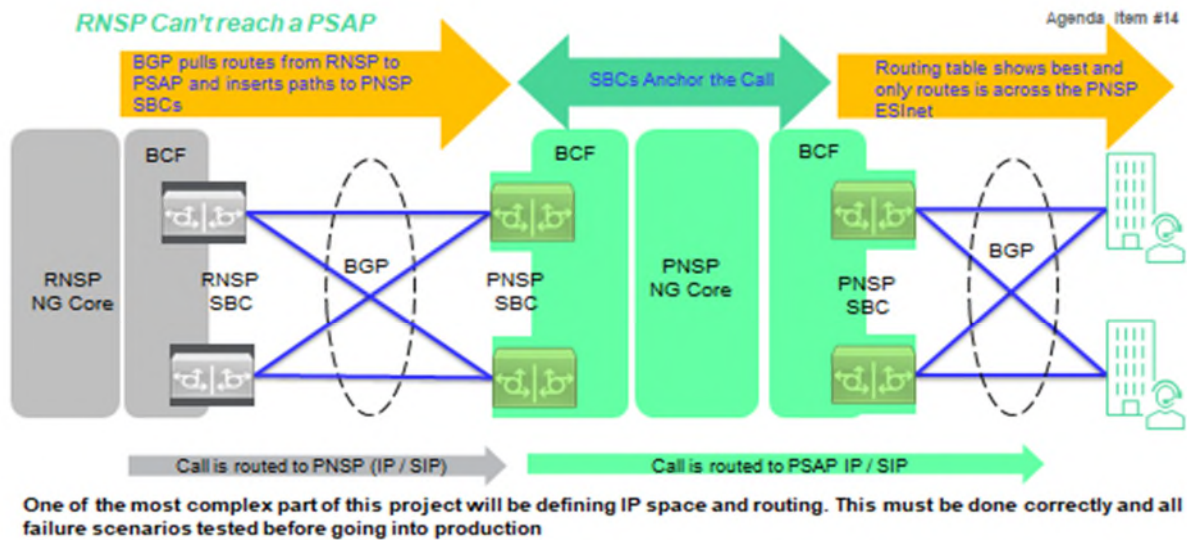 RNSP Can't reach a PSAP
Agenda Item #14
BGP pulls routes from RNSP to
PSAP and inserts paths to PNSP
SBCs
SBCs Anchor the Call
Routing table shows best and
only routes is across the PNSP
ESInet
BCF
BCF
BCF
RNSP
NG Core
RNSP
SBC
BGP
PNSP
SBC
PNSP
NG Core
PNSP
SBC
BGP
Call is routed to PNSP (IP / SIP)
Call is routed to PSAP IP / SIP
One of the most complex part of this project will be defining IP space and routing. This must be done correctly and all
failure scenarios tested before going into production